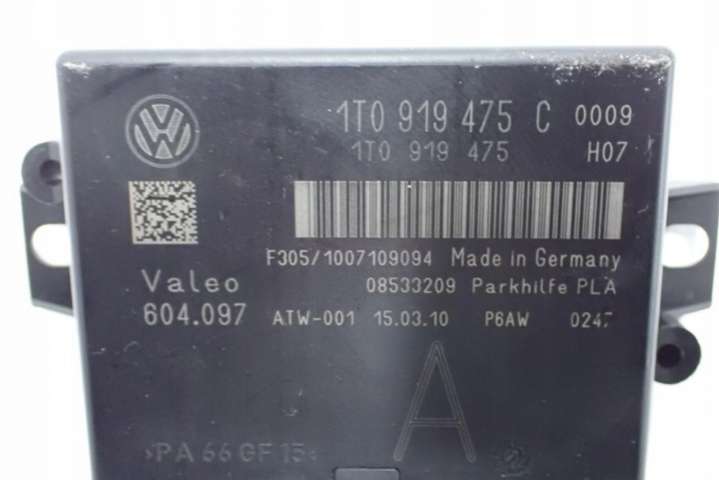 1T0 919 475 C 0009
1T0 919 475 H07
F305/1007109094 Made in Germany
Valeo 08533209 Parkhilfe PLA
604.097 ATW-001 15.03.10 P6AW 0247
A
>PA 66 GF 15<